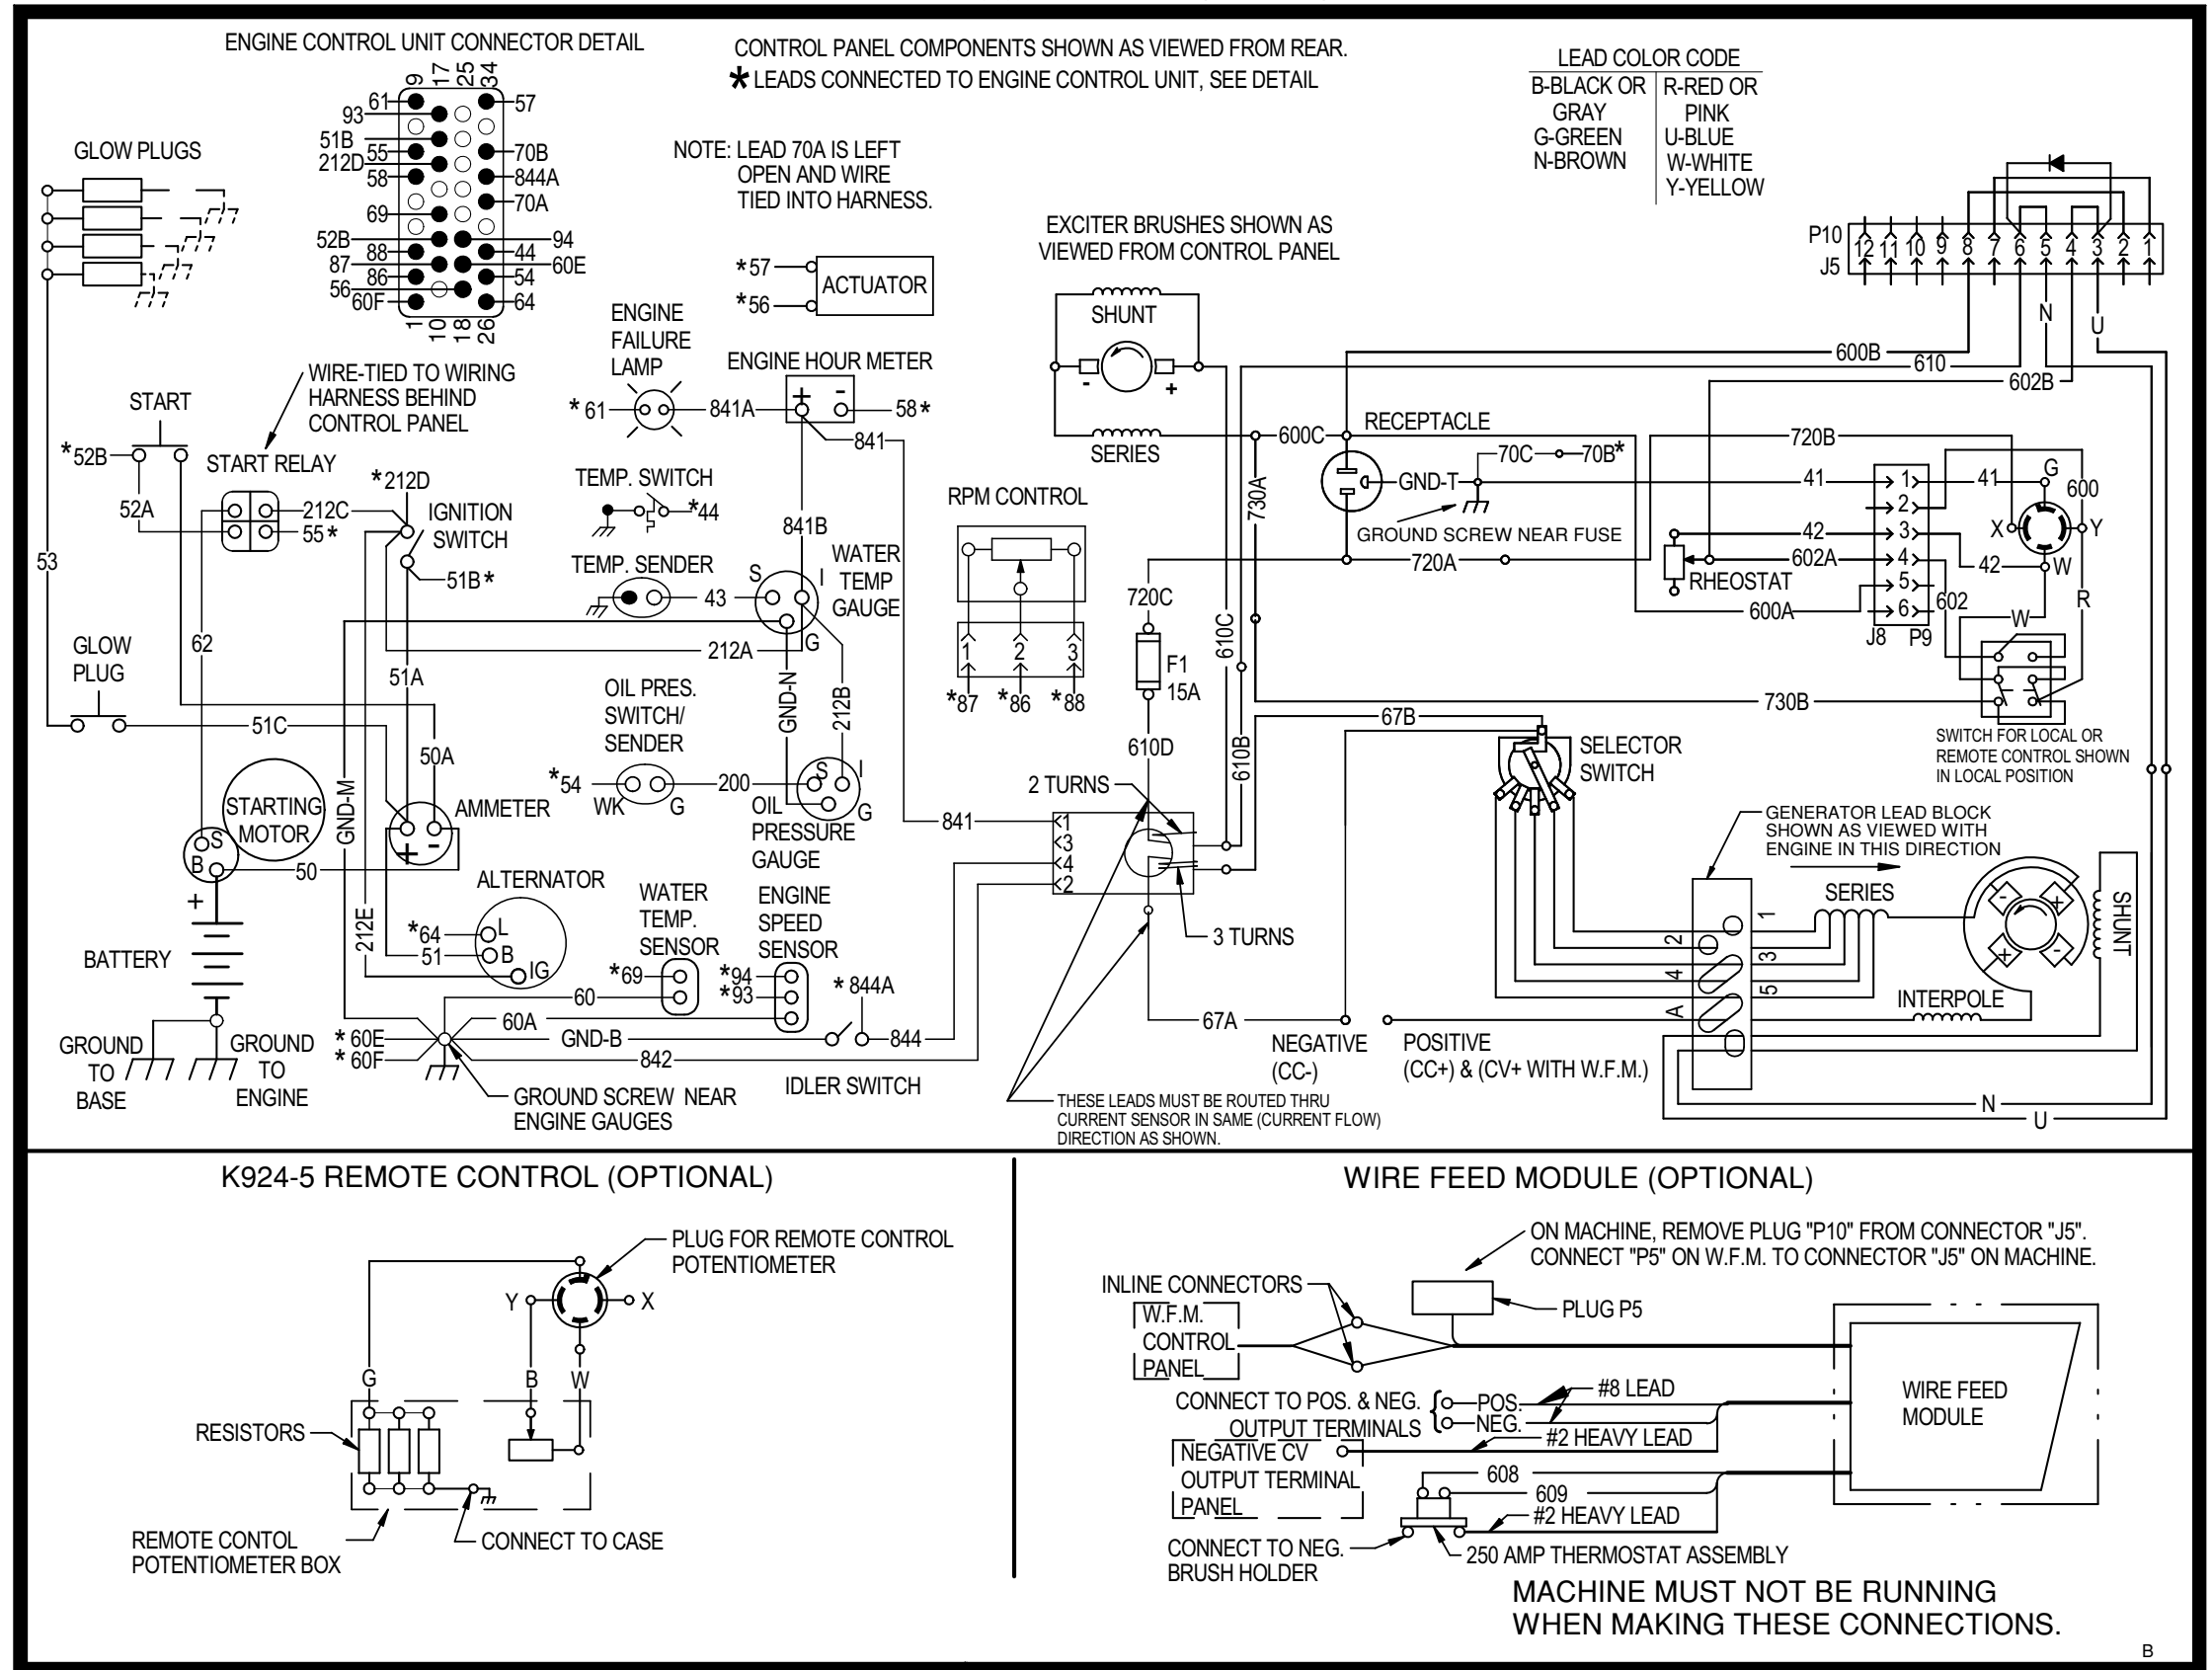 ENGINE CONTROL UNIT CONNECTOR DETAIL
CONTROL PANEL COMPONENTS SHOWN AS VIEWED FROM REAR.
* LEADS CONNECTED TO ENGINE CONTROL UNIT, SEE DETAIL
LEAD COLOR CODE
B-BLACK OR GRAY
G-GREEN
N-BROWN
R-RED OR PINK
U-BLUE
W-WHITE
Y-YELLOW
9 17 25 34
61
93
51B
55
212D
58
69
52B
88
87
86
56
60F
57
70B
844A
70A
94
44
60E
54
64
1 10 18 26
NOTE: LEAD 70A IS LEFT
OPEN AND WIRE
TIED INTO HARNESS.
GLOW PLUGS
*57
*56
ACTUATOR
EXCITER BRUSHES SHOWN AS
VIEWED FROM CONTROL PANEL
SHUNT
-
+
SERIES
P10
J5
12 11 10 9 8 7 6 5 4 3 2 1
N
U
600B
610
602B
WIRE-TIED TO WIRING
HARNESS BEHIND
CONTROL PANEL
START
*52B
START RELAY
52A
212C
55*
*212D
IGNITION
SWITCH
51B*
53
62
ENGINE
FAILURE
LAMP
*61
841A
ENGINE HOUR METER
+ -
58*
841
TEMP. SWITCH
*44
841B
TEMP. SENDER
43
S
I
G
WATER
TEMP
GAUGE
212A
GND-N
212B
RPM CONTROL
1 2 3
*87 *86 *88
600C
RECEPTACLE
70C
70B*
GND-T
GROUND SCREW NEAR FUSE
730A
720A
720B
720C
F1
15A
610C
610D
610B
41
42
RHEOSTAT
602A
600A
1
2
3
4
5
6
J8 P9
41
42
602
G
600
X
Y
W
W
R
730B
SWITCH FOR LOCAL OR
REMOTE CONTROL SHOWN
IN LOCAL POSITION
GLOW
PLUG
51C
51A
50A
GND-M
212E
STARTING
MOTOR
S
B
50
+
AMMETER
+ -
BATTERY
GROUND
TO
BASE
GROUND
TO
ENGINE
ALTERNATOR
*64
51
L
B
IG
OIL PRES.
SWITCH/
SENDER
*54
WK
G
200
S
I
G
OIL
PRESSURE
GAUGE
WATER
TEMP.
SENSOR
*69
ENGINE
SPEED
SENSOR
*94
*93
* 844A
60
60A
* 60E
* 60F
GND-B
842
844
IDLER SWITCH
GROUND SCREW NEAR
ENGINE GAUGES
2 TURNS
841
1
3
4
2
3 TURNS
67B
67A
THESE LEADS MUST BE ROUTED THRU
CURRENT SENSOR IN SAME (CURRENT FLOW)
DIRECTION AS SHOWN.
NEGATIVE
(CC-)
POSITIVE
(CC+) & (CV+ WITH W.F.M.)
SELECTOR
SWITCH
GENERATOR LEAD BLOCK
SHOWN AS VIEWED WITH
ENGINE IN THIS DIRECTION
SERIES
SHUNT
INTERPOLE
- +
+ -
1
2
3
4
5
A
N
U
K924-5 REMOTE CONTROL (OPTIONAL)
PLUG FOR REMOTE CONTROL
POTENTIOMETER
Y
X
G
B
W
RESISTORS
REMOTE CONTOL
POTENTIOMETER BOX
CONNECT TO CASE
WIRE FEED MODULE (OPTIONAL)
ON MACHINE, REMOVE PLUG "P10" FROM CONNECTOR "J5".
CONNECT "P5" ON W.F.M. TO CONNECTOR "J5" ON MACHINE.
INLINE CONNECTORS
W.F.M.
CONTROL
PANEL
PLUG P5
CONNECT TO POS. & NEG.
OUTPUT TERMINALS
POS.
NEG.
#8 LEAD
#2 HEAVY LEAD
NEGATIVE CV
OUTPUT TERMINAL
PANEL
608
609
#2 HEAVY LEAD
CONNECT TO NEG.
BRUSH HOLDER
250 AMP THERMOSTAT ASSEMBLY
WIRE FEED
MODULE
MACHINE MUST NOT BE RUNNING
WHEN MAKING THESE CONNECTIONS.
B